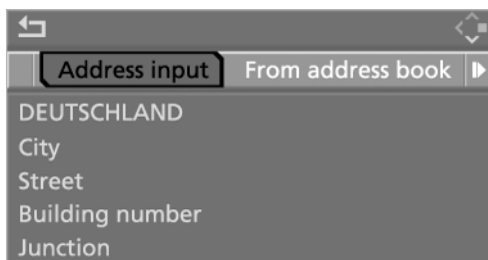 Address input From address book
DEUTSCHLAND
City
Street
Building number
Junction